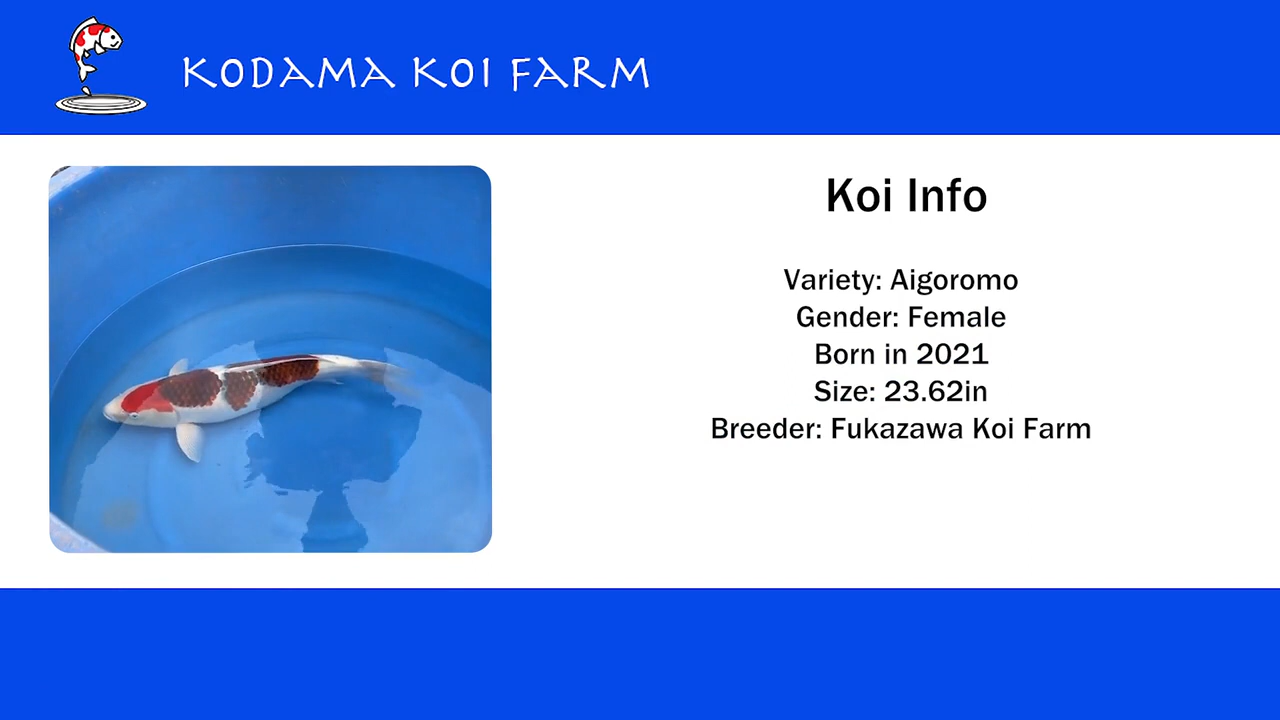 KODAMA KOI FARM
Koi Info
Variety: Aigoromo
Gender: Female
Born in 2021
Size: 23.62in
Breeder: Fukazawa Koi Farm